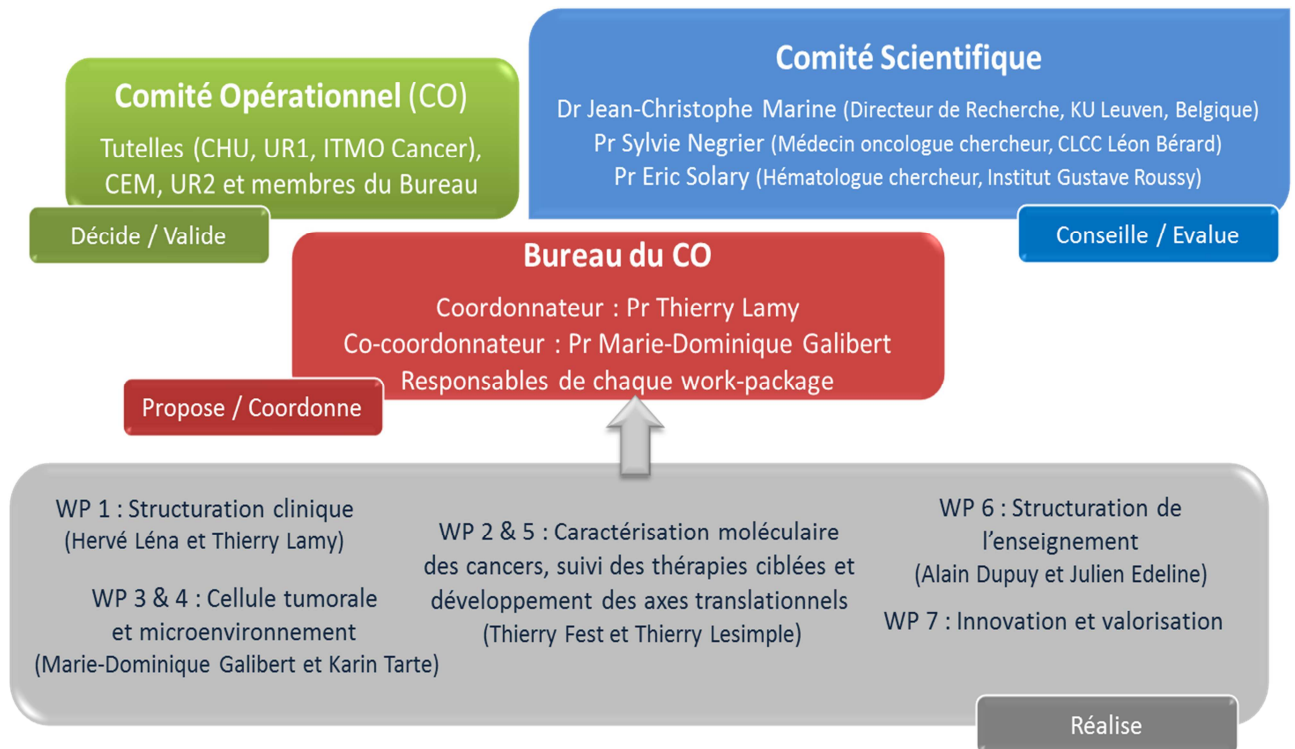 Comité Opérationnel (CO)
Tutelles (CHU, UR1, ITMO Cancer),
CEM, UR2 et membres du Bureau
Décide / Valide
Comité Scientifique
Dr Jean-Christophe Marine (Directeur de Recherche, KU Leuven, Belgique)
Pr Sylvie Negrier (Médecin oncologue chercheur, CLCC Léon Bérard)
Pr Eric Solary (Hématologue chercheur, Institut Gustave Roussy)
Conseille / Evalue
Bureau du CO
Coordonnateur : Pr Thierry Lamy
Co-coordonnateur : Pr Marie-Dominique Galibert
Responsables de chaque work-package
Propose / Coordonne
WP 1 : Structuration clinique
(Hervé Léna et Thierry Lamy)
WP 3 & 4 : Cellule tumorale
et microenvironnement
(Marie-Dominique Galibert et Karin Tarte)
WP 2 & 5 : Caractérisation moléculaire
des cancers, suivi des thérapies ciblées et
développement des axes translationnels
(Thierry Fest et Thierry Lesimple)
WP 6 : Structuration de
l’enseignement
(Alain Dupuy et Julien Edeline)
WP 7 : Innovation et valorisation
Réalise